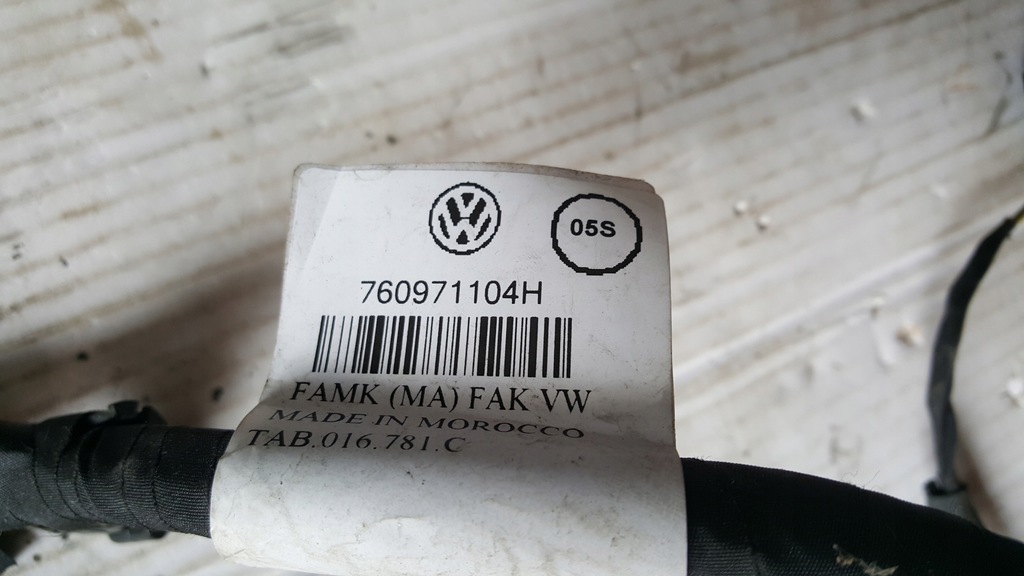 05S
760971104H
FAMK (MA) FAK VW
MADE IN MOROCCO
TAB.016.781.C